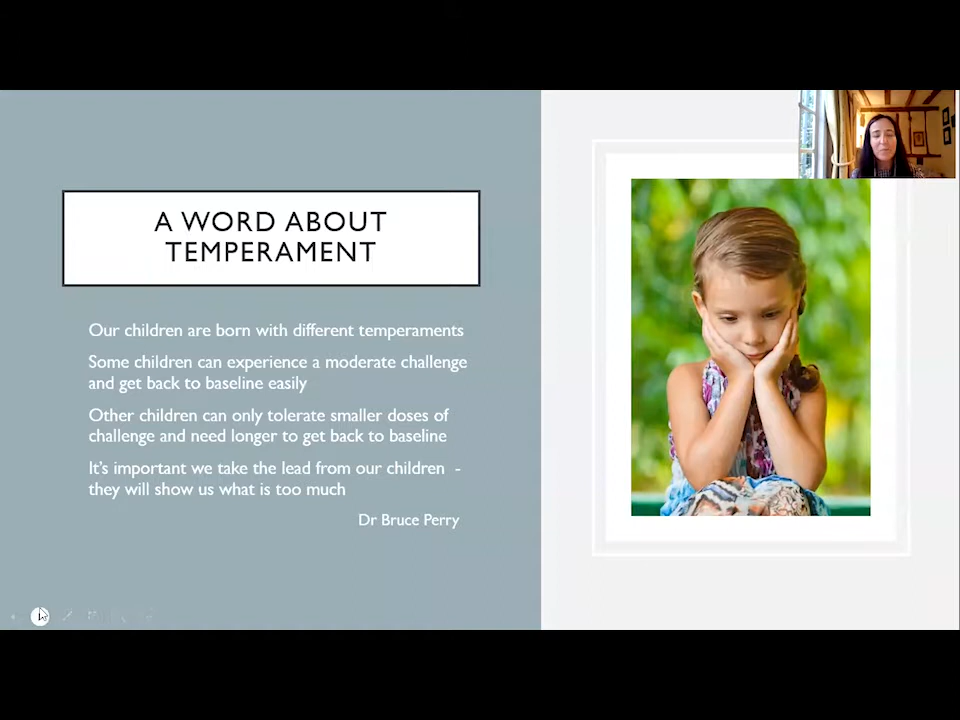 A WORD ABOUT
TEMPERAMENT
Our children are born with different temperaments
Some children can experience a moderate challenge
and get back to baseline easily
Other children can only tolerate smaller doses of
challenge and need longer to get back to baseline
It's important we take the lead from our children  -
they will show us what is too much
Dr Bruce Perry